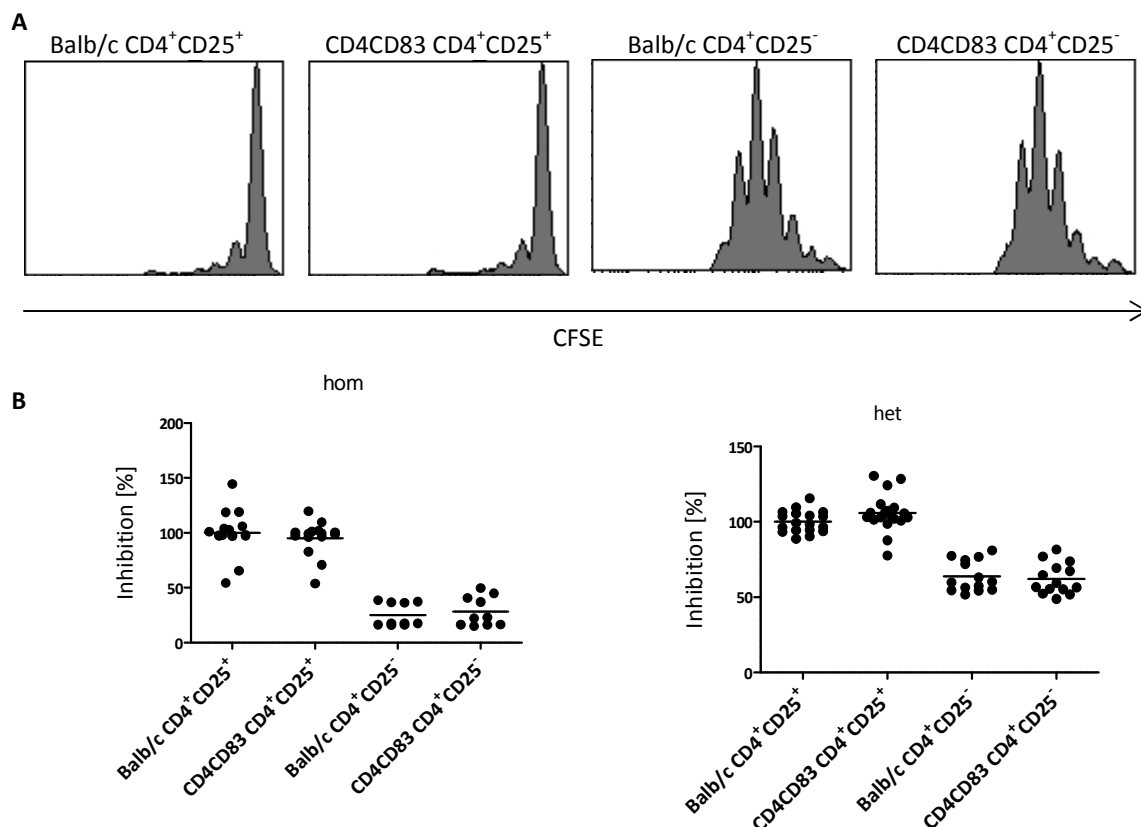 A
Balb/c CD4⁺CD25⁺ CD4CD83 CD4⁺CD25⁺ Balb/c CD4⁺CD25⁻ CD4CD83 CD4⁺CD25⁻
CFSE
B
hom
Inhibition [%]
200
150
100
50
0
Balb/c CD4⁺CD25⁺
CD4CD83 CD4⁺CD25⁺
Balb/c CD4⁺CD25⁻
CD4CD83 CD4⁺CD25⁻
het
Inhibition [%]
150
100
50
0
Balb/c CD4⁺CD25⁺
CD4CD83 CD4⁺CD25⁺
Balb/c CD4⁺CD25⁻
CD4CD83 CD4⁺CD25⁻